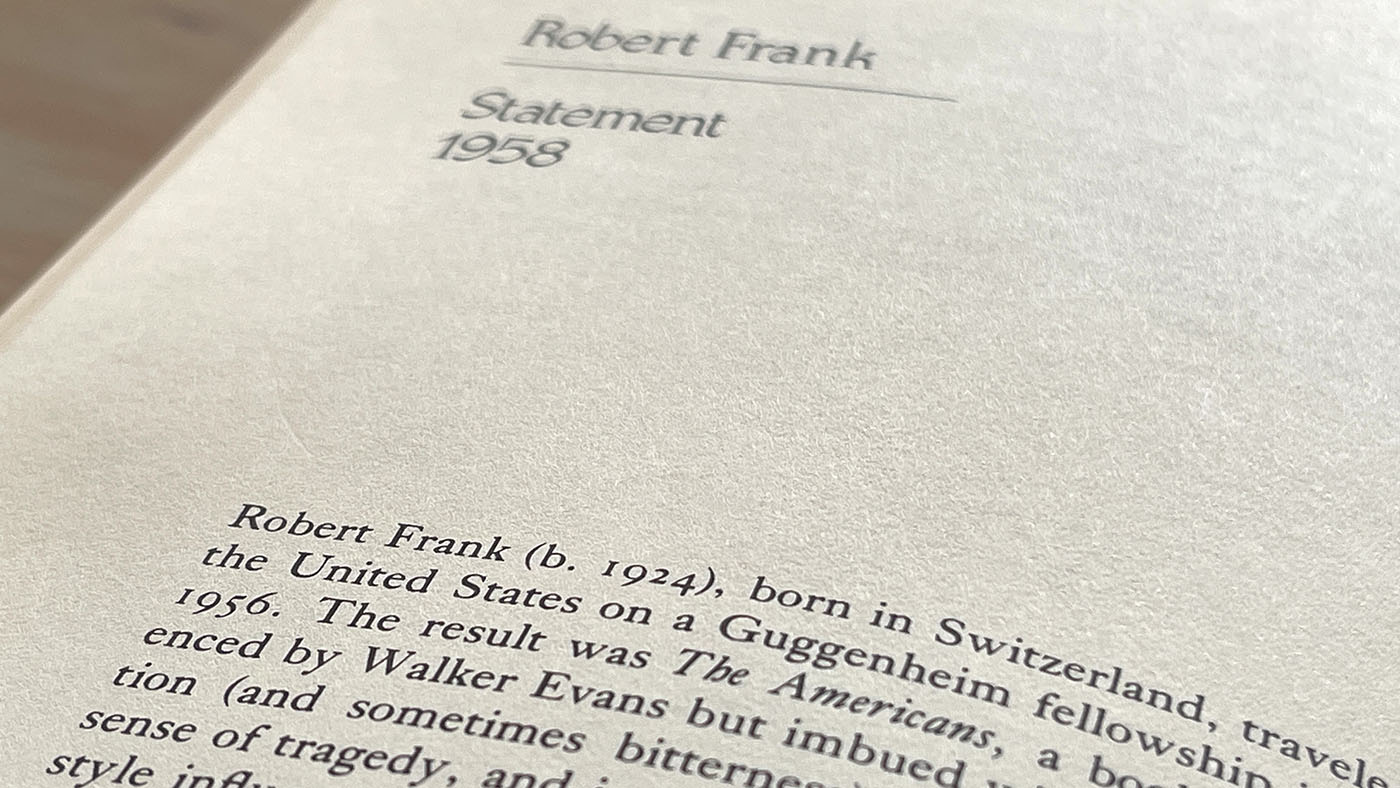 Robert Frank
Statement
1958
Robert Frank (b. 1924), born in Switzerland,
the United States on a Guggenheim fellowship
1956. The result was The Americans, a
enced by Walker Evans but imbued
tion (and sometimes
sense of tragedy, and
style